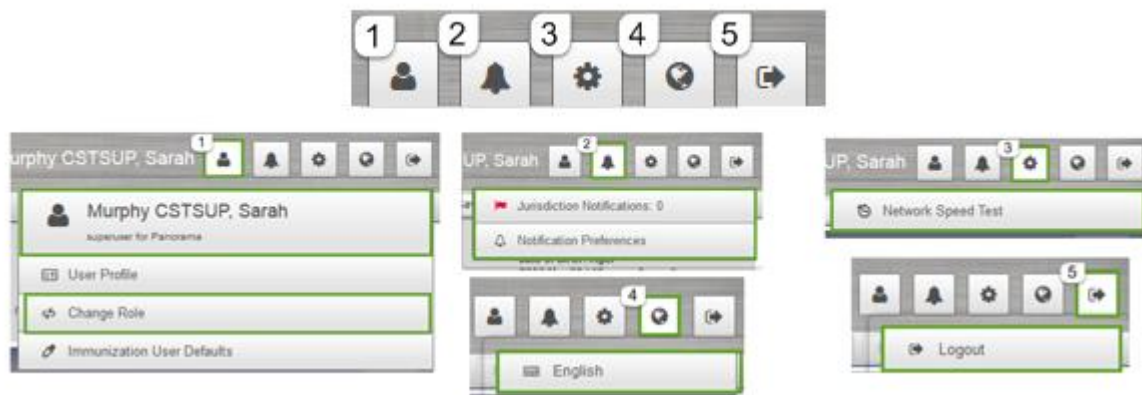 1 2 3 4 5
urphy CSTSUP, Sarah 1
Murphy CSTSUP, Sarah
superuser for Panorama
User Profile
Change Role
Immunization User Defaults
UP, Sarah 2
Jurisdiction Notifications: 0
Notification Preferences
4
English
UP, Sarah 3
Network Speed Test
5
Logout